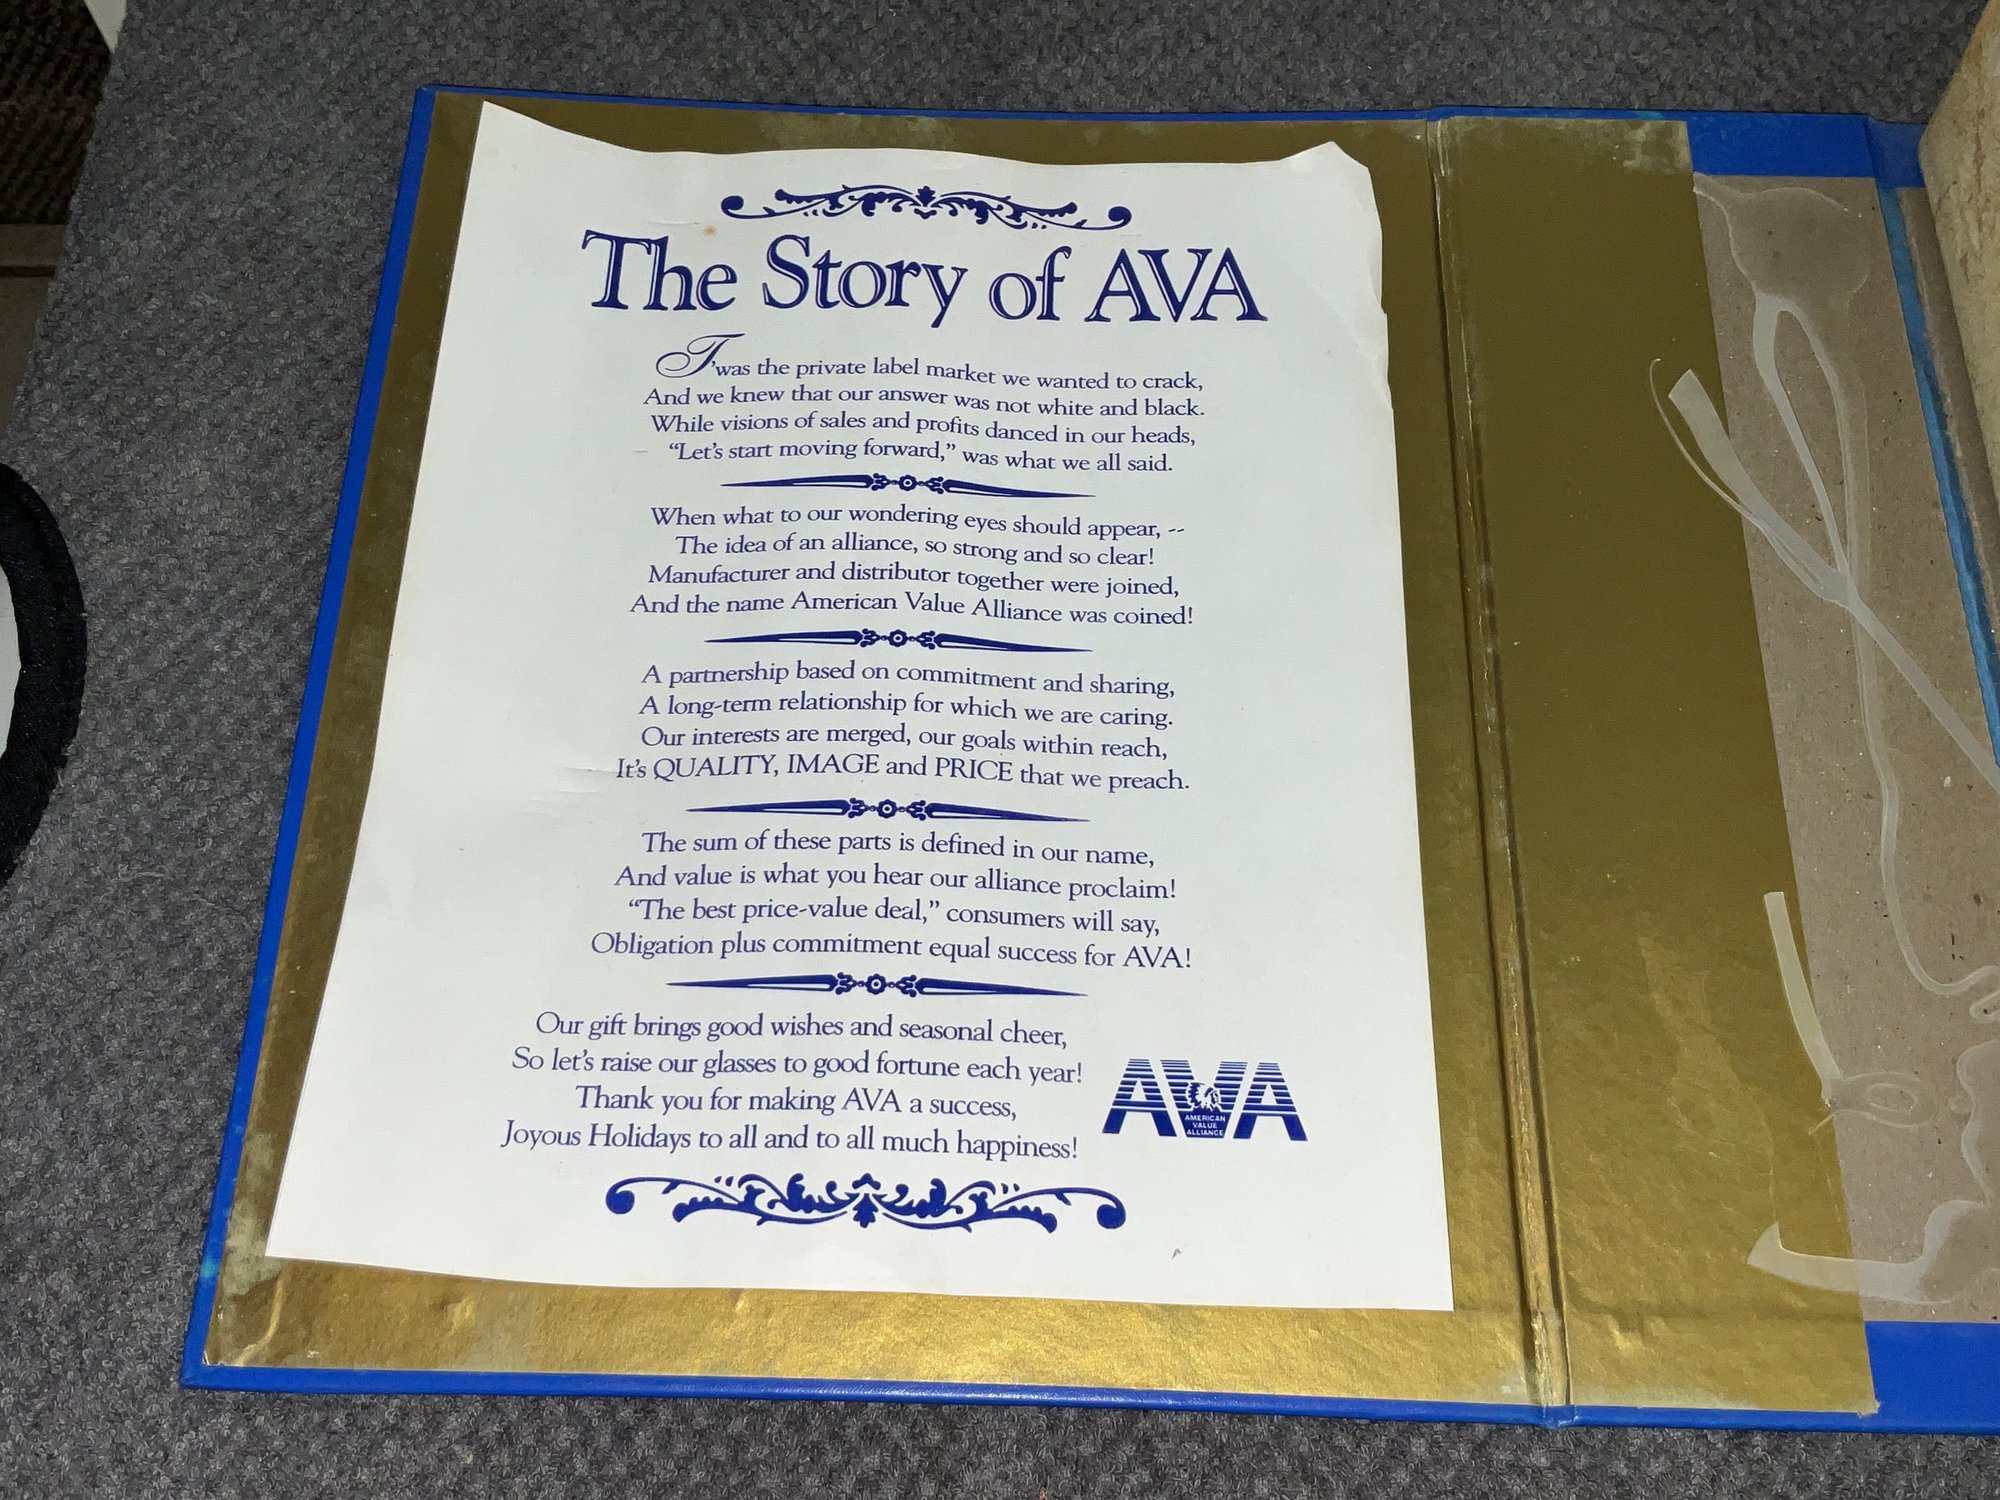 The Story of AVA
'Twas the private label market we wanted to crack,
And we knew that our answer was not white and black.
While visions of sales and profits danced in our heads,
“Let's start moving forward,” was what we all said.
When what to our wondering eyes should appear, --
The idea of an alliance, so strong and so clear!
Manufacturer and distributor together were joined,
And the name American Value Alliance was coined!
A partnership based on commitment and sharing,
A long-term relationship for which we are caring.
Our interests are merged, our goals within reach,
It's QUALITY, IMAGE and PRICE that we preach.
The sum of these parts is defined in our name,
And value is what you hear our alliance proclaim!
“The best price-value deal,” consumers will say,
Obligation plus commitment equal success for AVA!
Our gift brings good wishes and seasonal cheer,
So let's raise our glasses to good fortune each year!
Thank you for making AVA a success,
Joyous Holidays to all and to all much happiness!
AVA
AMERICAN
VALUE
ALLIANCE